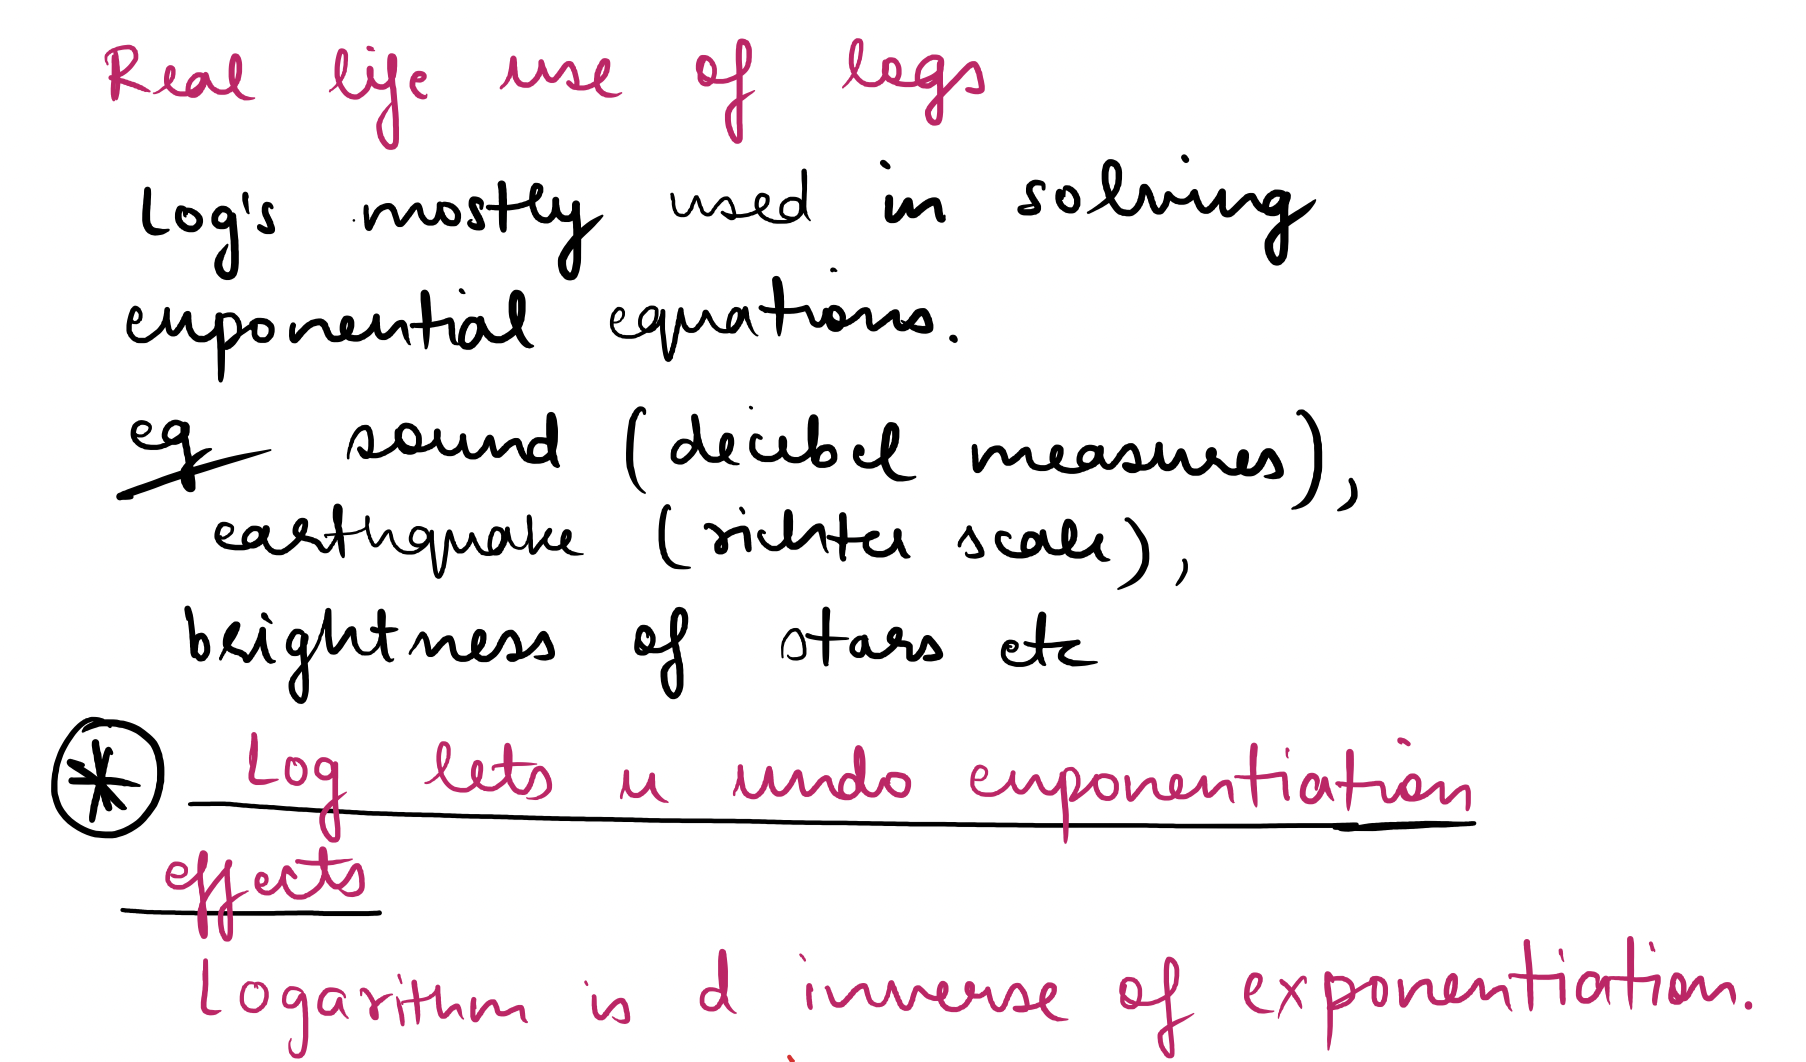 Real life use of logs
Log's mostly used in solving
exponential equations.
eg sound (decibel measures),
earthquake (richter scale),
brightness of stars etc
* Log lets u undo exponentiation
effects
Logarithm is d inverse of exponentiation.